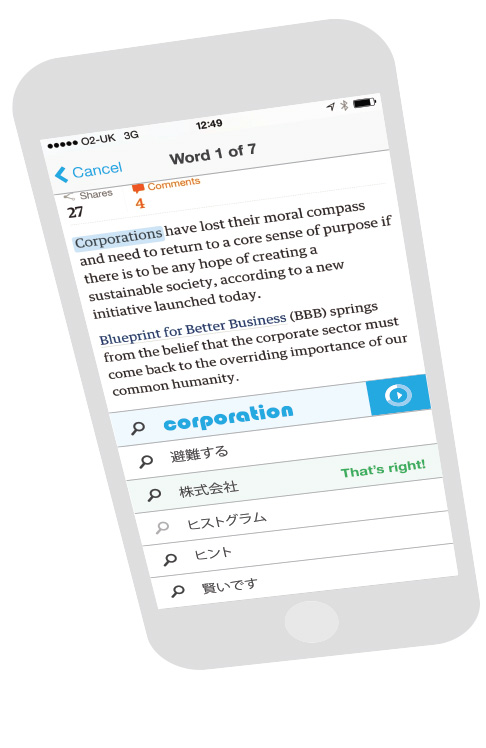 ●●●●● O2-UK 3G 12:49
Cancel Word 1 of 7
Shares Comments
27 4
Corporations have lost their moral compass
and need to return to a core sense of purpose if
there is to be any hope of creating a
sustainable society, according to a new
initiative launched today.
Blueprint for Better Business (BBB) springs
from the belief that the corporate sector must
come back to the overriding importance of our
common humanity.
corporation
避難する
株式会社 That's right!
ヒストグラム
ヒント
賢いです